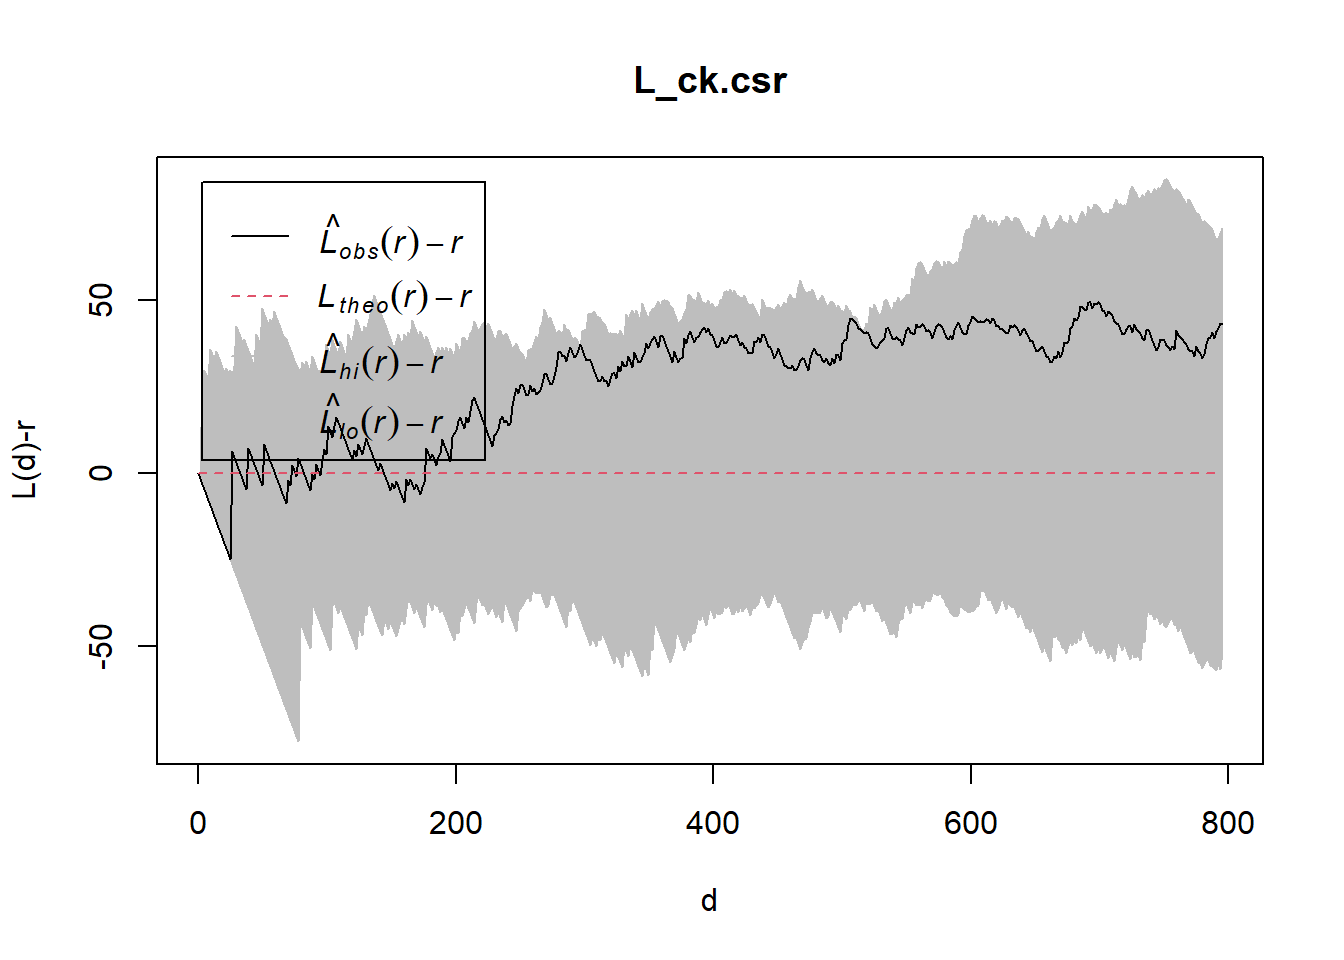 L_ck.csr
L̂obs(r) − r
Ltheo(r) − r
L̂hi(r) − r
L̂lo(r) − r
L(d)-r
50
0
-50
0 200 400 600 800
d